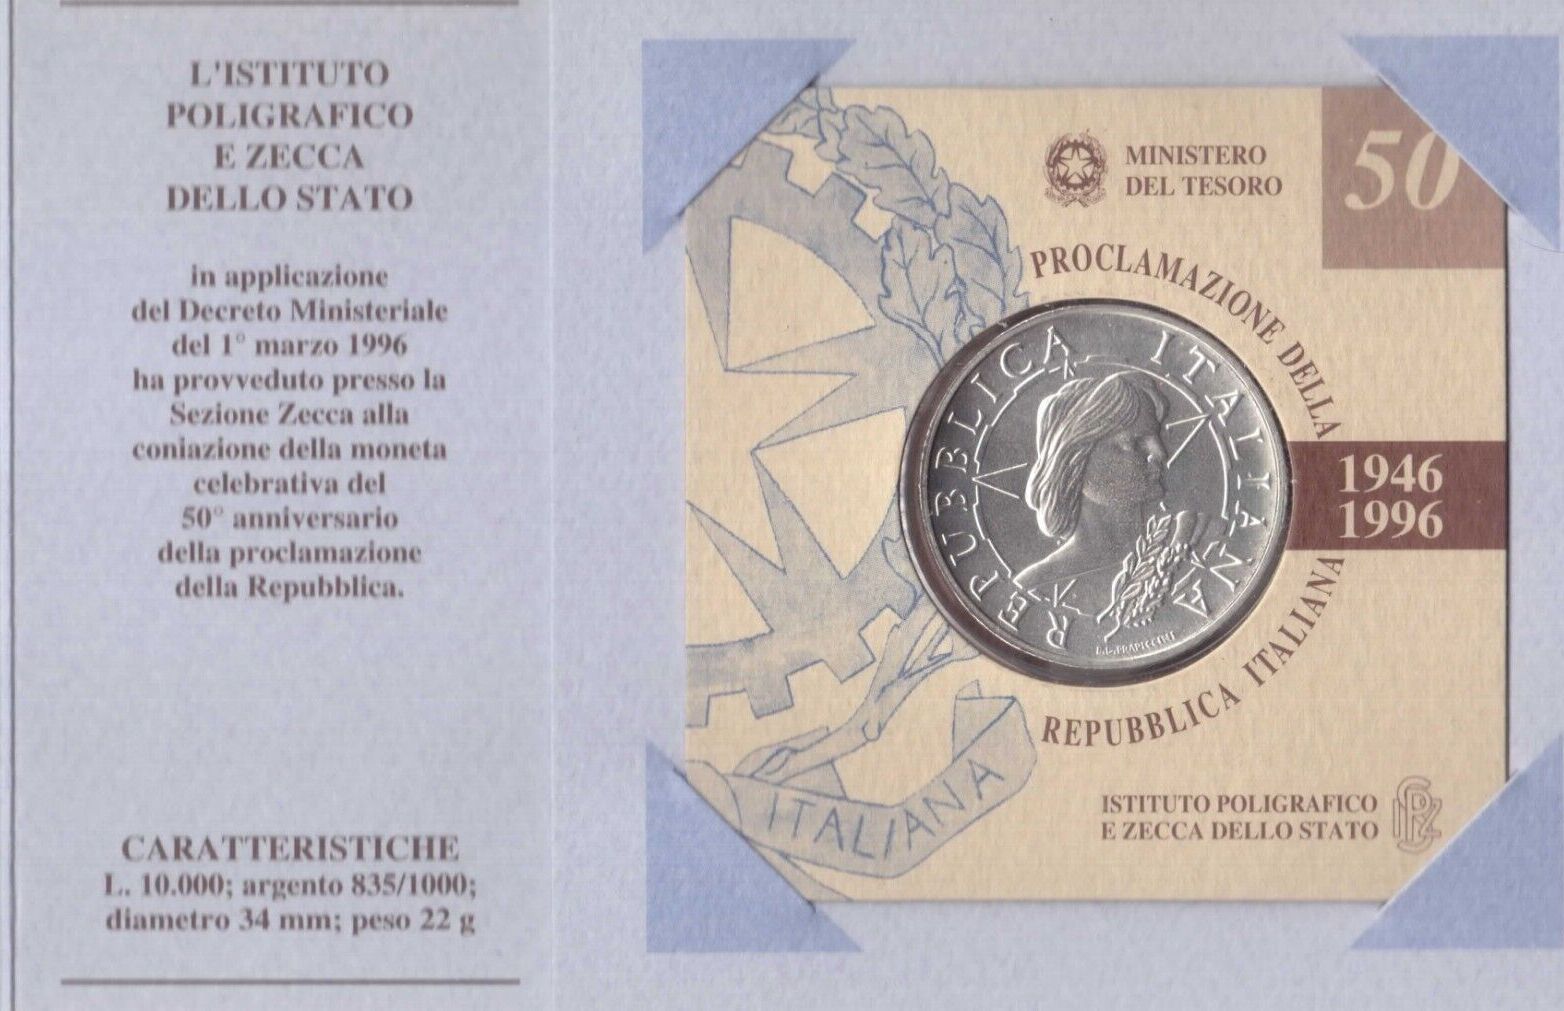 L'ISTITUTO
POLIGRAFICO
E ZECCA
DELLO STATO
in applicazione
del Decreto Ministeriale
del 1° marzo 1996
ha provveduto presso la
Sezione Zecca alla
coniazione della moneta
celebrativa del
50° anniversario
della proclamazione
della Repubblica.
CARATTERISTICHE
L. 10.000; argento 835/1000;
diametro 34 mm; peso 22 g
MINISTERO
DEL TESORO
50
PROCLAMAZIONE DELLA
1946
1996
REPUBBLICA ITALIANA
REPUBBLICA ITALIANA
L.DE PRAPICCINI
ITALIANA
ISTITUTO POLIGRAFICO
E ZECCA DELLO STATO